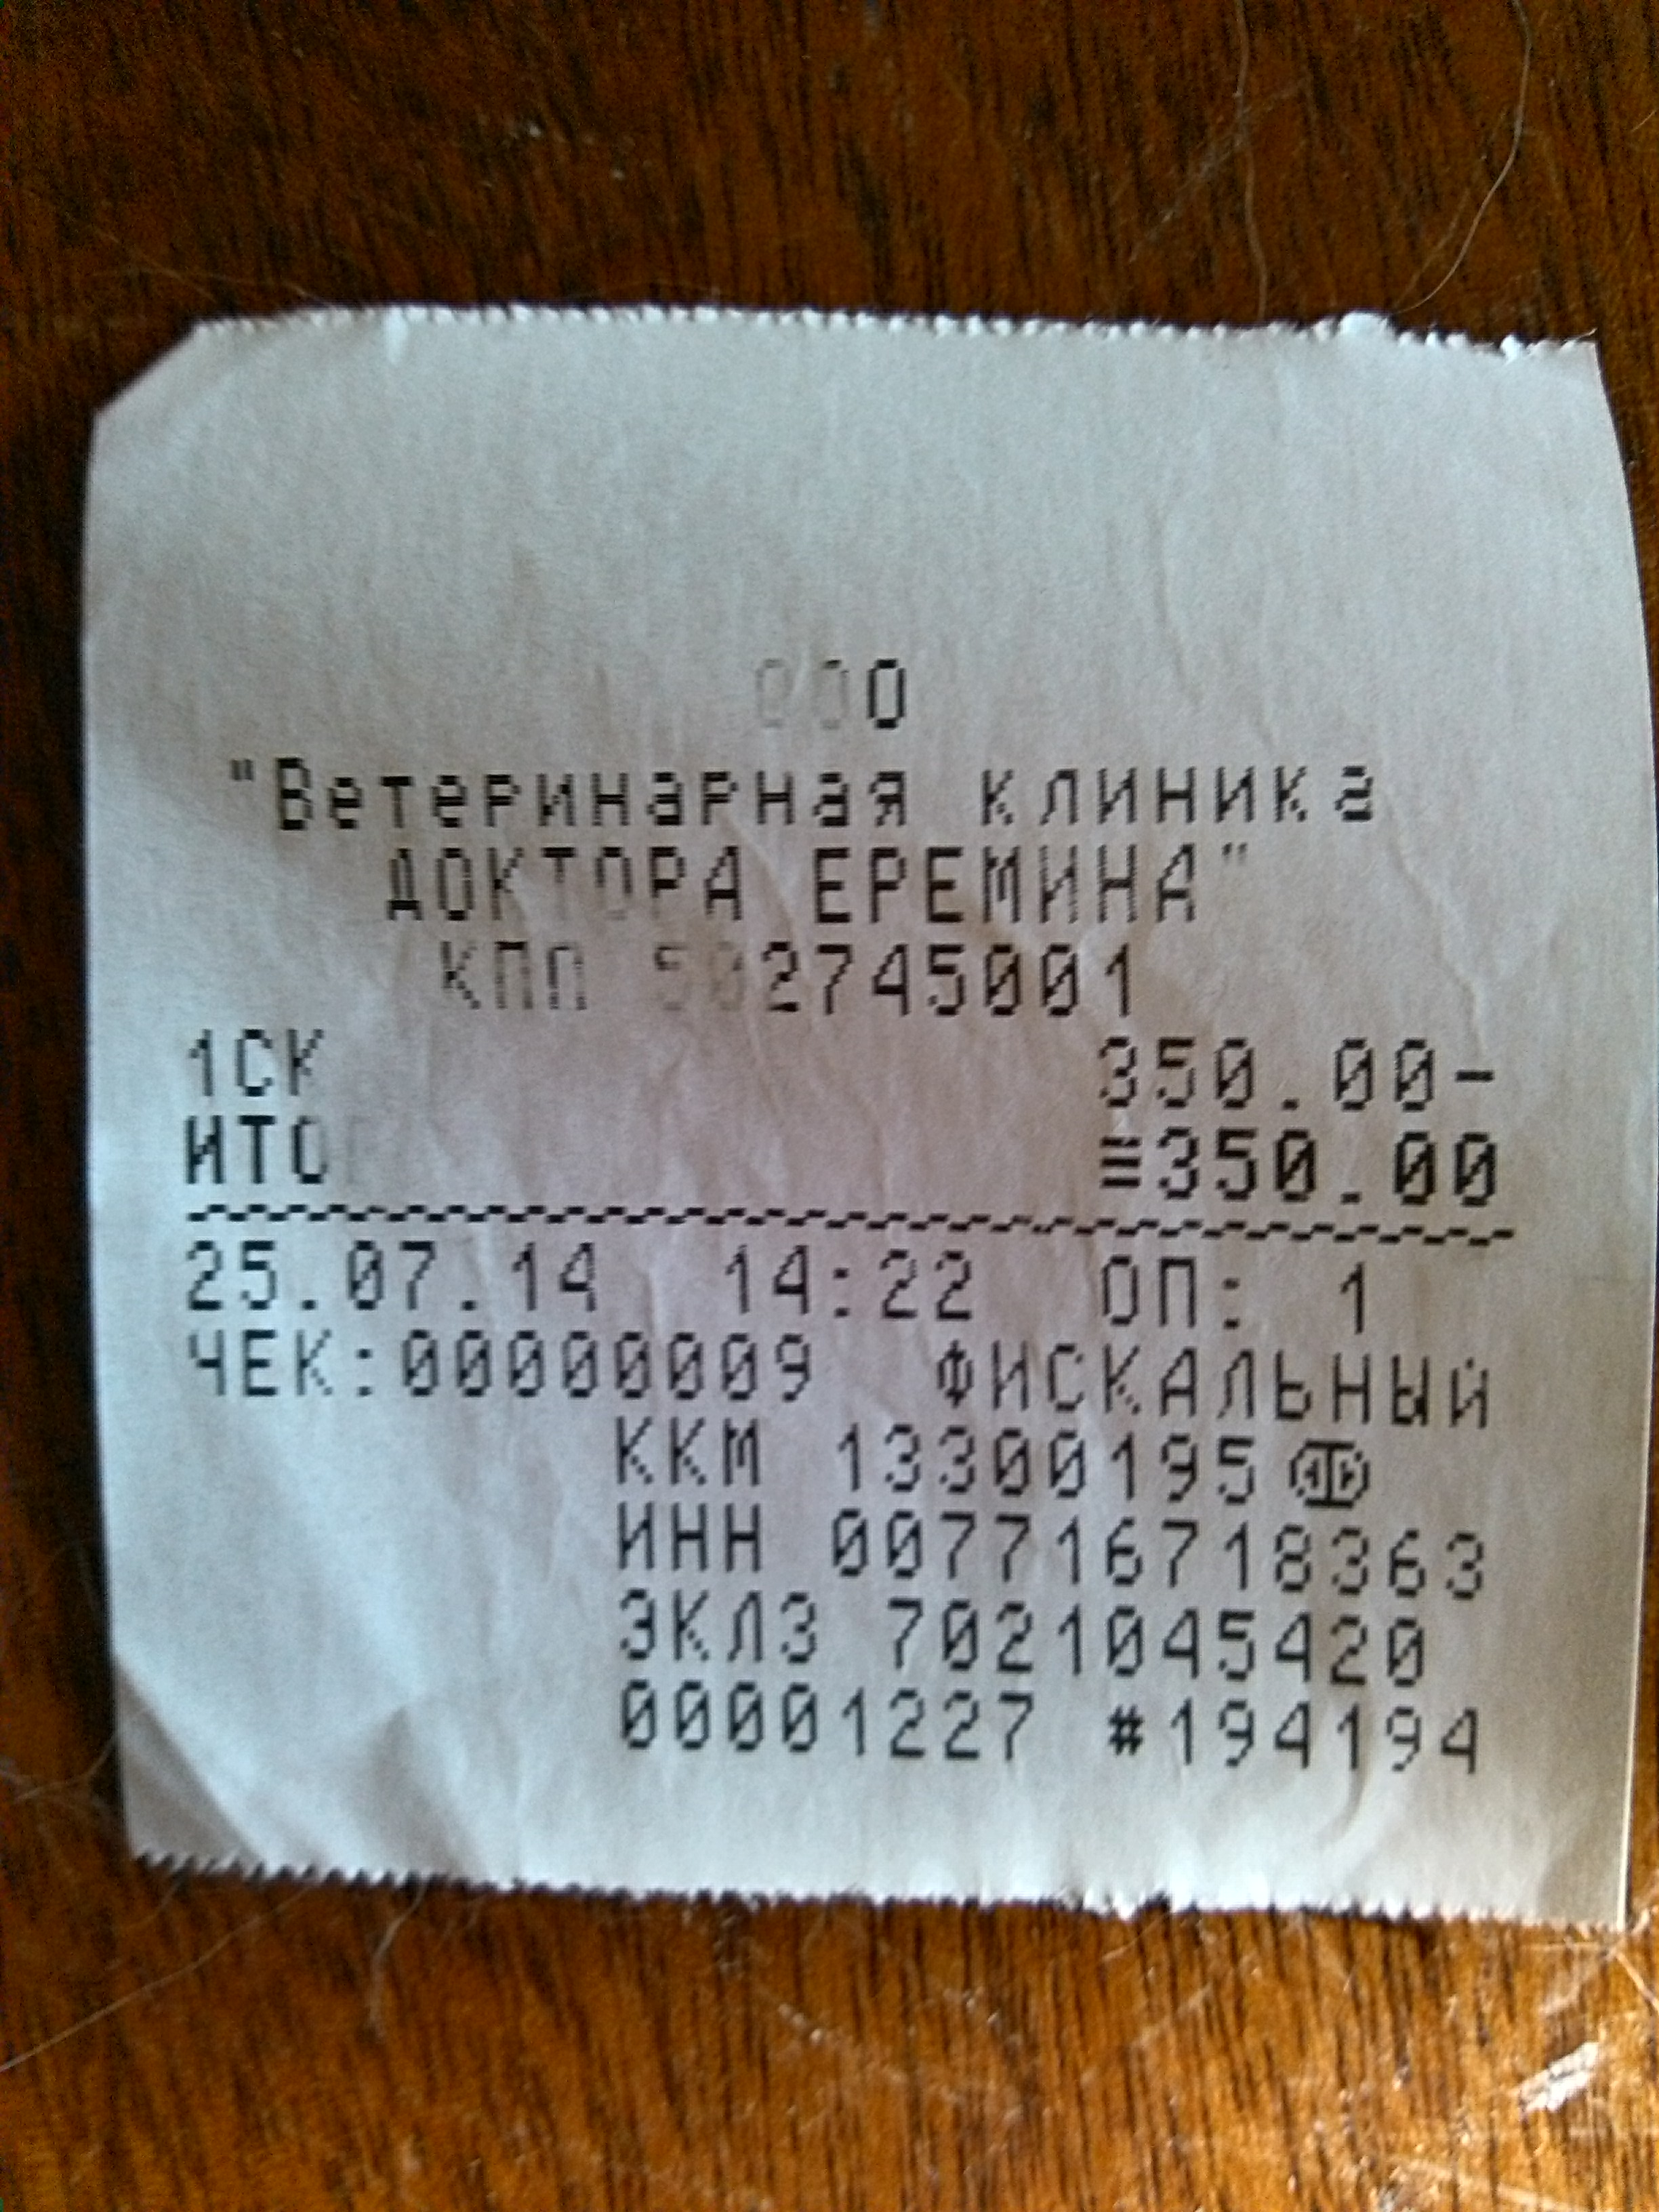 ООО
"Ветеринарная клиника
ДОКТОРА ЕРЕМИНА"
КПП 502745001
1СК 350.00-
ИТОГ ≡350.00
25.07.14 14:22 ОП: 1
ЧЕК:00000009 ФИСКАЛЬНЫЙ
ККМ 13300195
ИНН 007716718363
ЭКЛЗ 7021045420
00001227 #194194